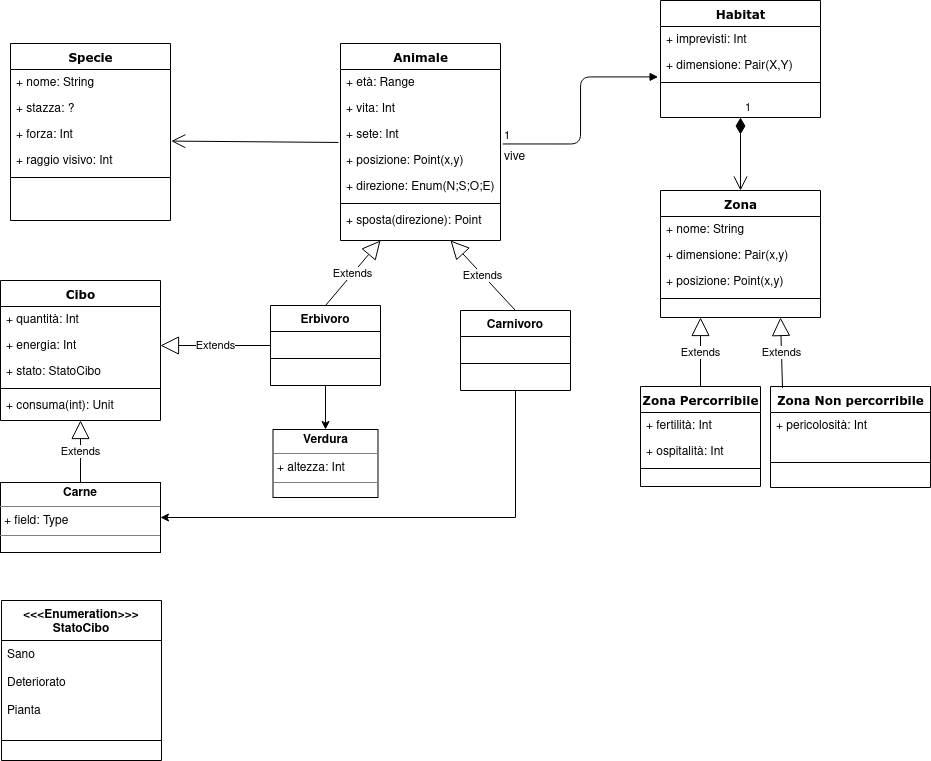 Specie
+ nome: String
+ stazza: ?
+ forza: Int
+ raggio visivo: Int
Animale
+ età: Range
+ vita: Int
+ sete: Int
+ posizione: Point(x,y)
+ direzione: Enum(N;S;O;E)
+ sposta(direzione): Point
1
vive
Habitat
+ imprevisti: Int
+ dimensione: Pair(X,Y)
1
Zona
+ nome: String
+ dimensione: Pair(x,y)
+ posizione: Point(x,y)
Extends
Extends
Zona Percorribile
+ fertilità: Int
+ ospitalità: Int
Zona Non percorribile
+ pericolosità: Int
Extends
Extends
Erbivoro
Carnivoro
Cibo
+ quantità: Int
+ energia: Int
+ stato: StatoCibo
+ consuma(int): Unit
Extends
Extends
Verdura
+ altezza: Int
Carne
+ field: Type
<<<Enumeration>>>
StatoCibo
Sano
Deteriorato
Pianta